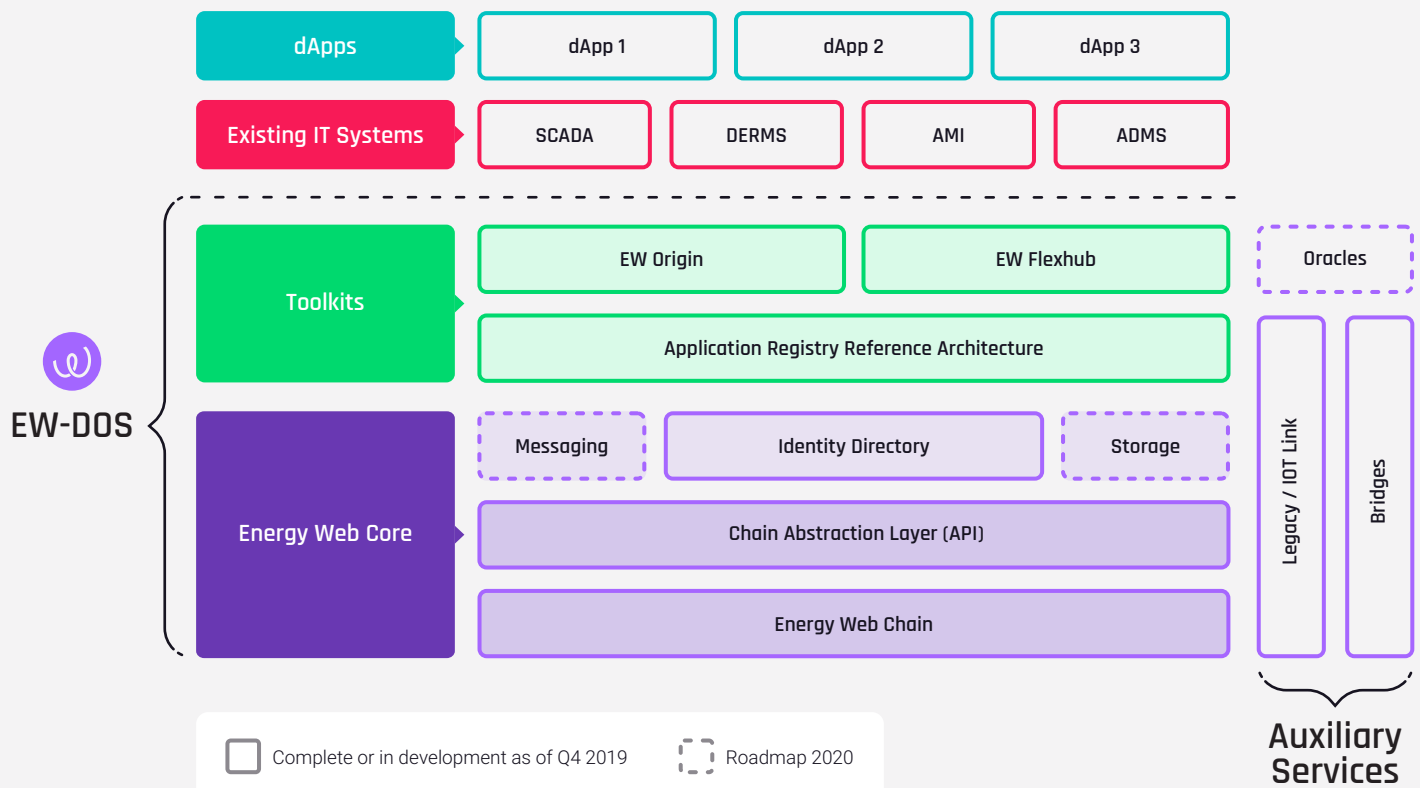 dApps
dApp 1
dApp 2
dApp 3
Existing IT Systems
SCADA
DERMS
AMI
ADMS
EW-DOS
Toolkits
EW Origin
EW Flexhub
Application Registry Reference Architecture
Energy Web Core
Messaging
Identity Directory
Storage
Chain Abstraction Layer (API)
Energy Web Chain
Oracles
Legacy / IOT Link
Bridges
Auxiliary
Services
Complete or in development as of Q4 2019
Roadmap 2020